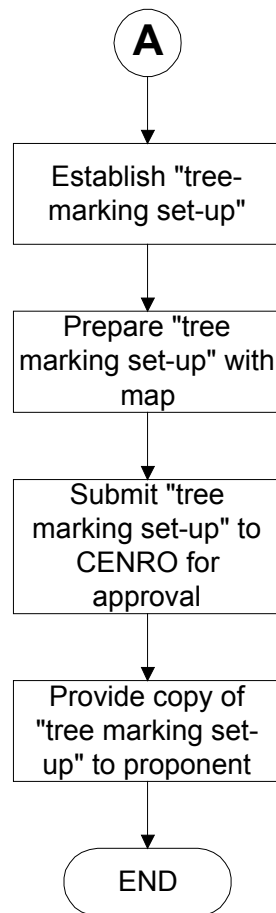 A
Establish "tree-
marking set-up"
Prepare "tree
marking set-up" with
map
Submit "tree
marking set-up" to
CENRO for
approval
Provide copy of
"tree marking set-
up" to proponent
END